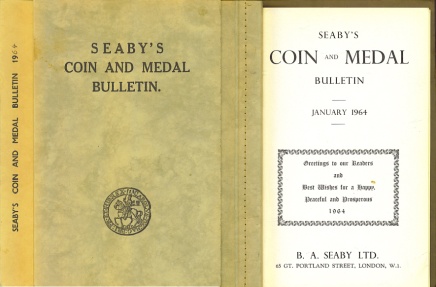 SEABY'S COIN AND MEDAL BULLETIN 1964
SEABY'S
COIN AND MEDAL
BULLETIN.
SEABY'S
COIN AND MEDAL
BULLETIN
JANUARY 1964
Greetings to our Readers
and
Best Wishes for a Happy,
Peaceful and Prosperous
1964
B. A. SEABY LTD.
65 GT. PORTLAND STREET, LONDON, W.1.